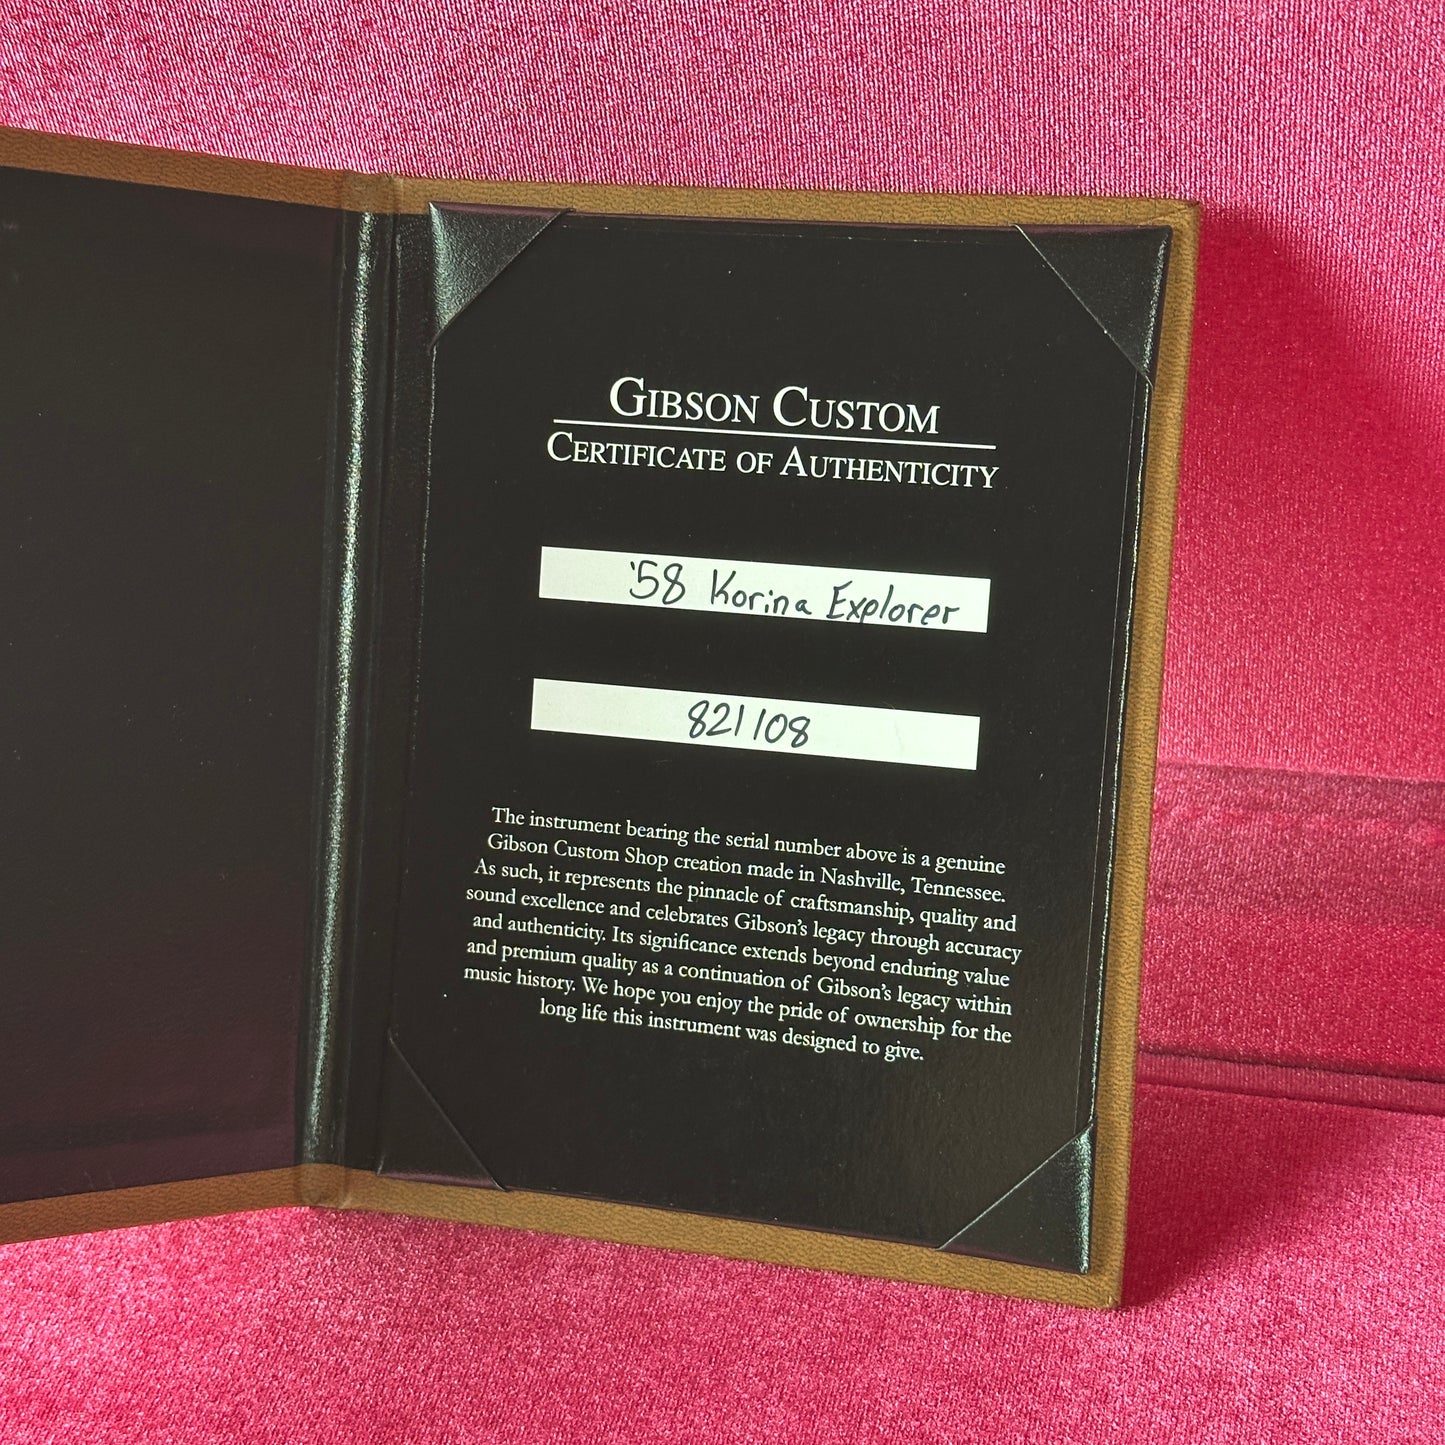 GIBSON CUSTOM
CERTIFICATE OF AUTHENTICITY
'58 Korina Explorer
821108
The instrument bearing the serial number above is a genuine
Gibson Custom Shop creation made in Nashville, Tennessee.
As such, it represents the pinnacle of craftsmanship, quality and
sound excellence and celebrates Gibson's legacy through accuracy
and authenticity. Its significance extends beyond enduring value
and premium quality as a continuation of Gibson's legacy within
music history. We hope you enjoy the pride of ownership for the
long life this instrument was designed to give.